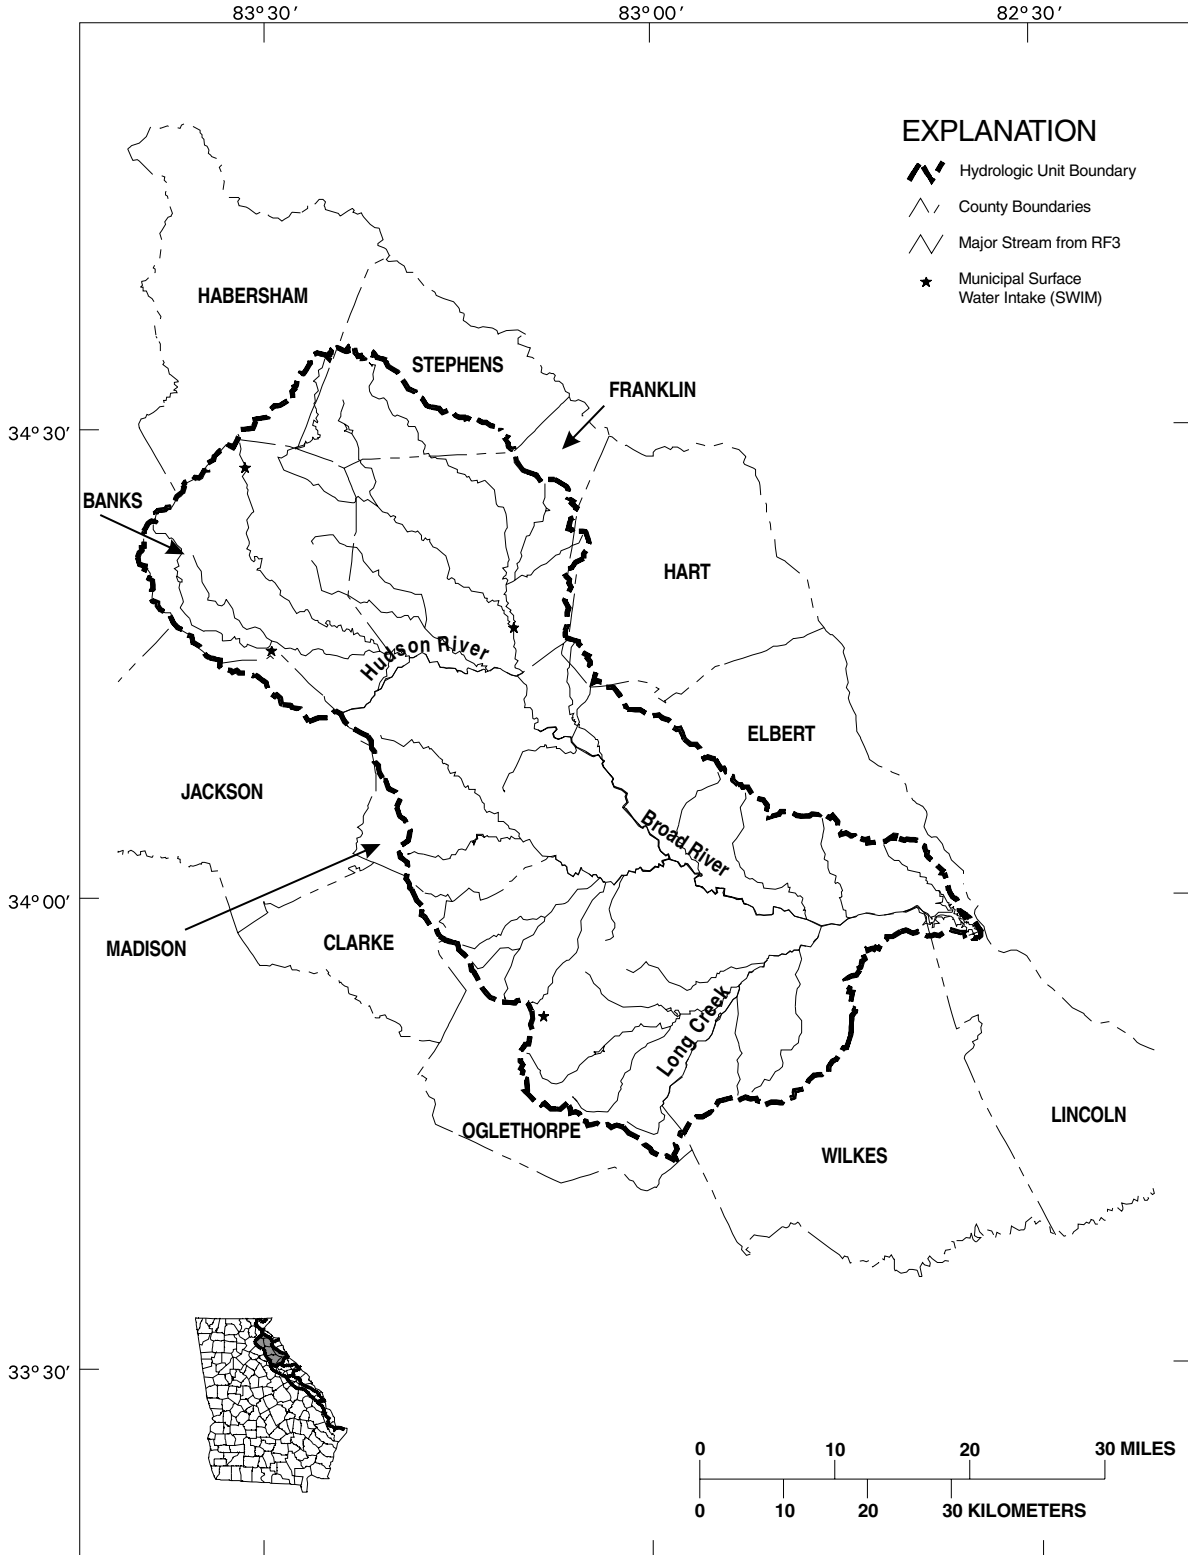 83° 30′
83° 00′
82° 30′
EXPLANATION
Hydrologic Unit Boundary
County Boundaries
Major Stream from RF3
Municipal Surface
Water Intake (SWIM)
HABERSHAM
STEPHENS
FRANKLIN
34° 30′
BANKS
HART
Hudson River
ELBERT
JACKSON
Broad River
34° 00′
MADISON
CLARKE
Long Creek
LINCOLN
OGLETHORPE
WILKES
33° 30′
0 10 20 30 MILES
0 10 20 30 KILOMETERS